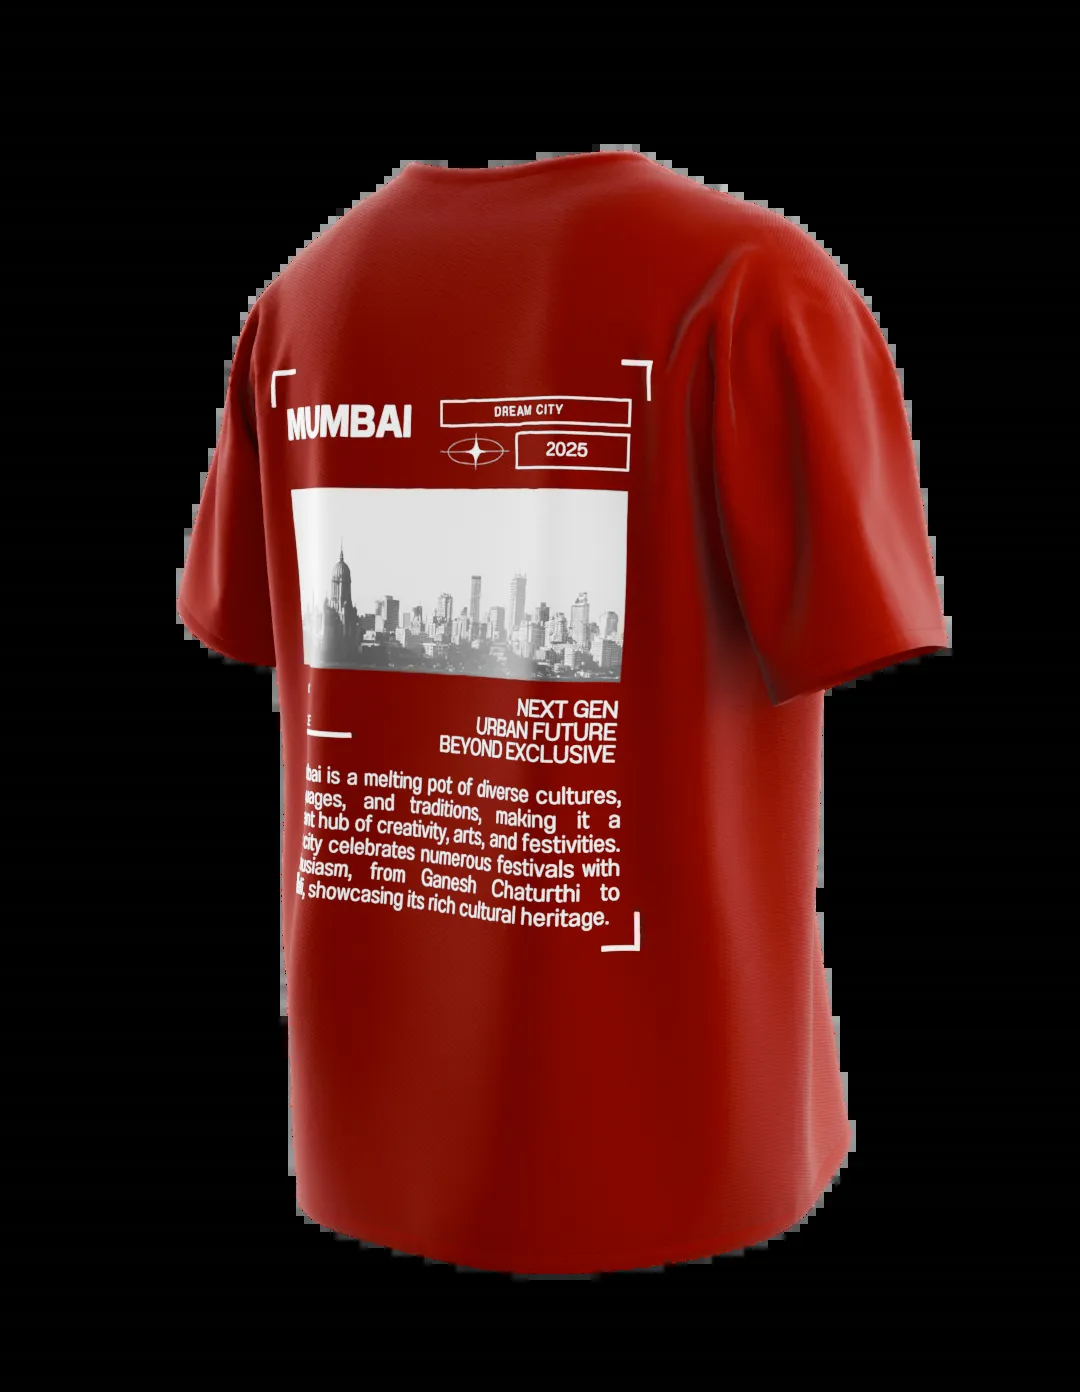 MUMBAI
DREAM CITY
2025
NEXT GEN
URBAN FUTURE
BEYOND EXCLUSIVE
is a melting pot of diverse cultures,
and traditions, making it a
hub of creativity, arts, and festivities.
city celebrates numerous festivals with
from Ganesh Chaturthi to
showcasing its rich cultural heritage.